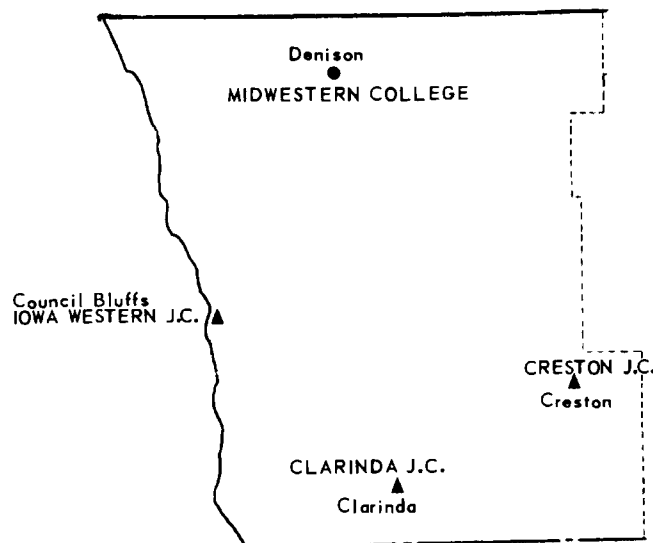 Denison
MIDWESTERN COLLEGE
Council Bluffs
IOWA WESTERN J.C.
CRESTON J.C.
Creston
CLARINDA J.C.
Clarinda